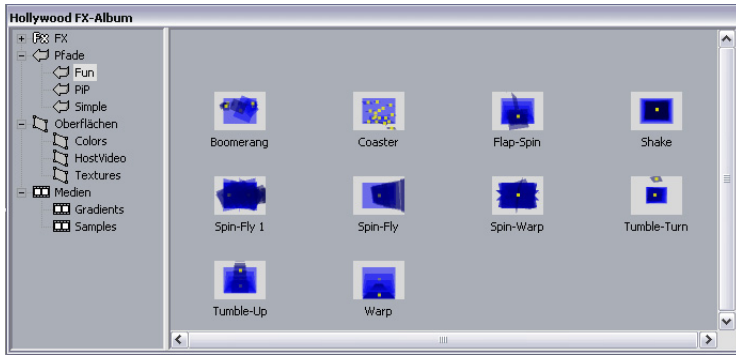 Hollywood FX-Album
FX FX
Pfade
Fun
PiP
Simple
Oberflächen
Colors
HostVideo
Textures
Medien
Gradients
Samples
Boomerang Coaster Flap-Spin Shake
Spin-Fly 1 Spin-Fly Spin-Warp Tumble-Turn
Tumble-Up Warp